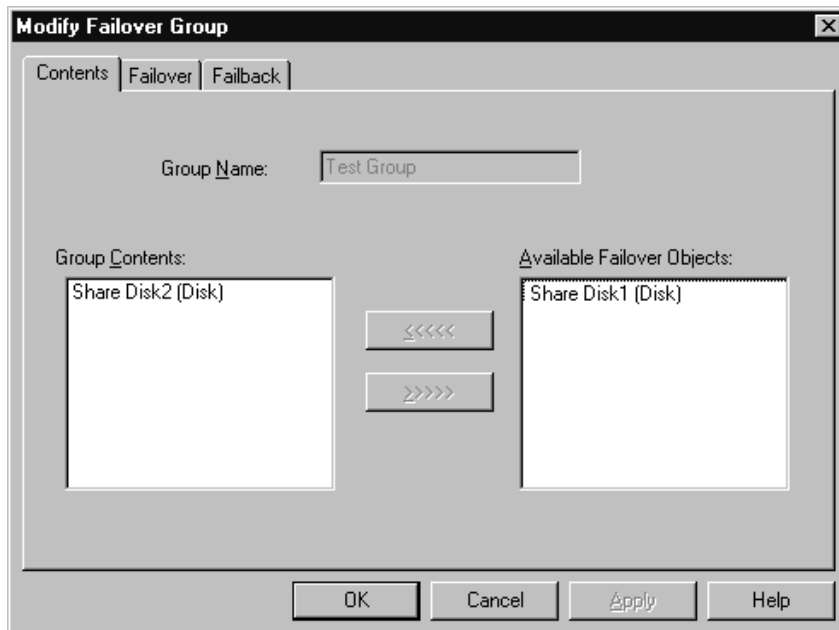 Modify Failover Group
Contents Failover Failback
Group Name: Test Group
Group Contents: Available Failover Objects:
Share Disk2 (Disk) Share Disk1 (Disk)
<<<<<
>>>>>
OK Cancel Apply Help